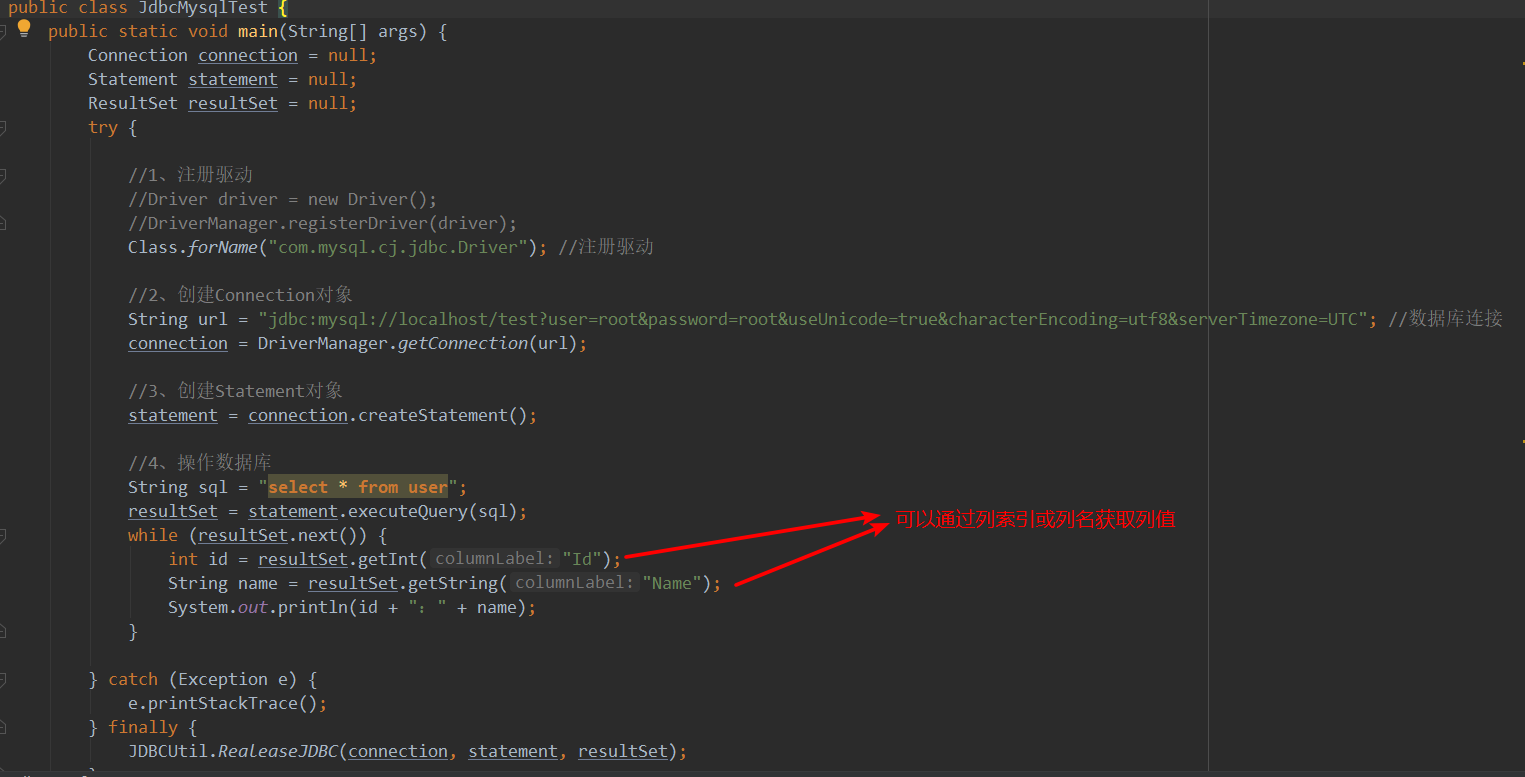 public class JdbcMysqlTest {
public static void main(String[] args) {
Connection connection = null;
Statement statement = null;
ResultSet resultSet = null;
try {
//1、注册驱动
//Driver driver = new Driver();
//DriverManager.registerDriver(driver);
Class.forName("com.mysql.cj.jdbc.Driver"); //注册驱动
//2、创建Connection对象
String url = "jdbc:mysql://localhost/test?user=root&password=root&useUnicode=true&characterEncoding=utf8&serverTimezone=UTC"; //数据库连接
connection = DriverManager.getConnection(url);
//3、创建Statement对象
statement = connection.createStatement();
//4、操作数据库
String sql = "select * from user";
resultSet = statement.executeQuery(sql);
可以通过列索引或列名获取列值
while (resultSet.next()) {
int id = resultSet.getInt( columnLabel: "Id");
String name = resultSet.getString( columnLabel: "Name");
System.out.println(id + "：" + name);
}
} catch (Exception e) {
e.printStackTrace();
} finally {
JDBCUtil.RealeaseJDBC(connection, statement, resultSet);